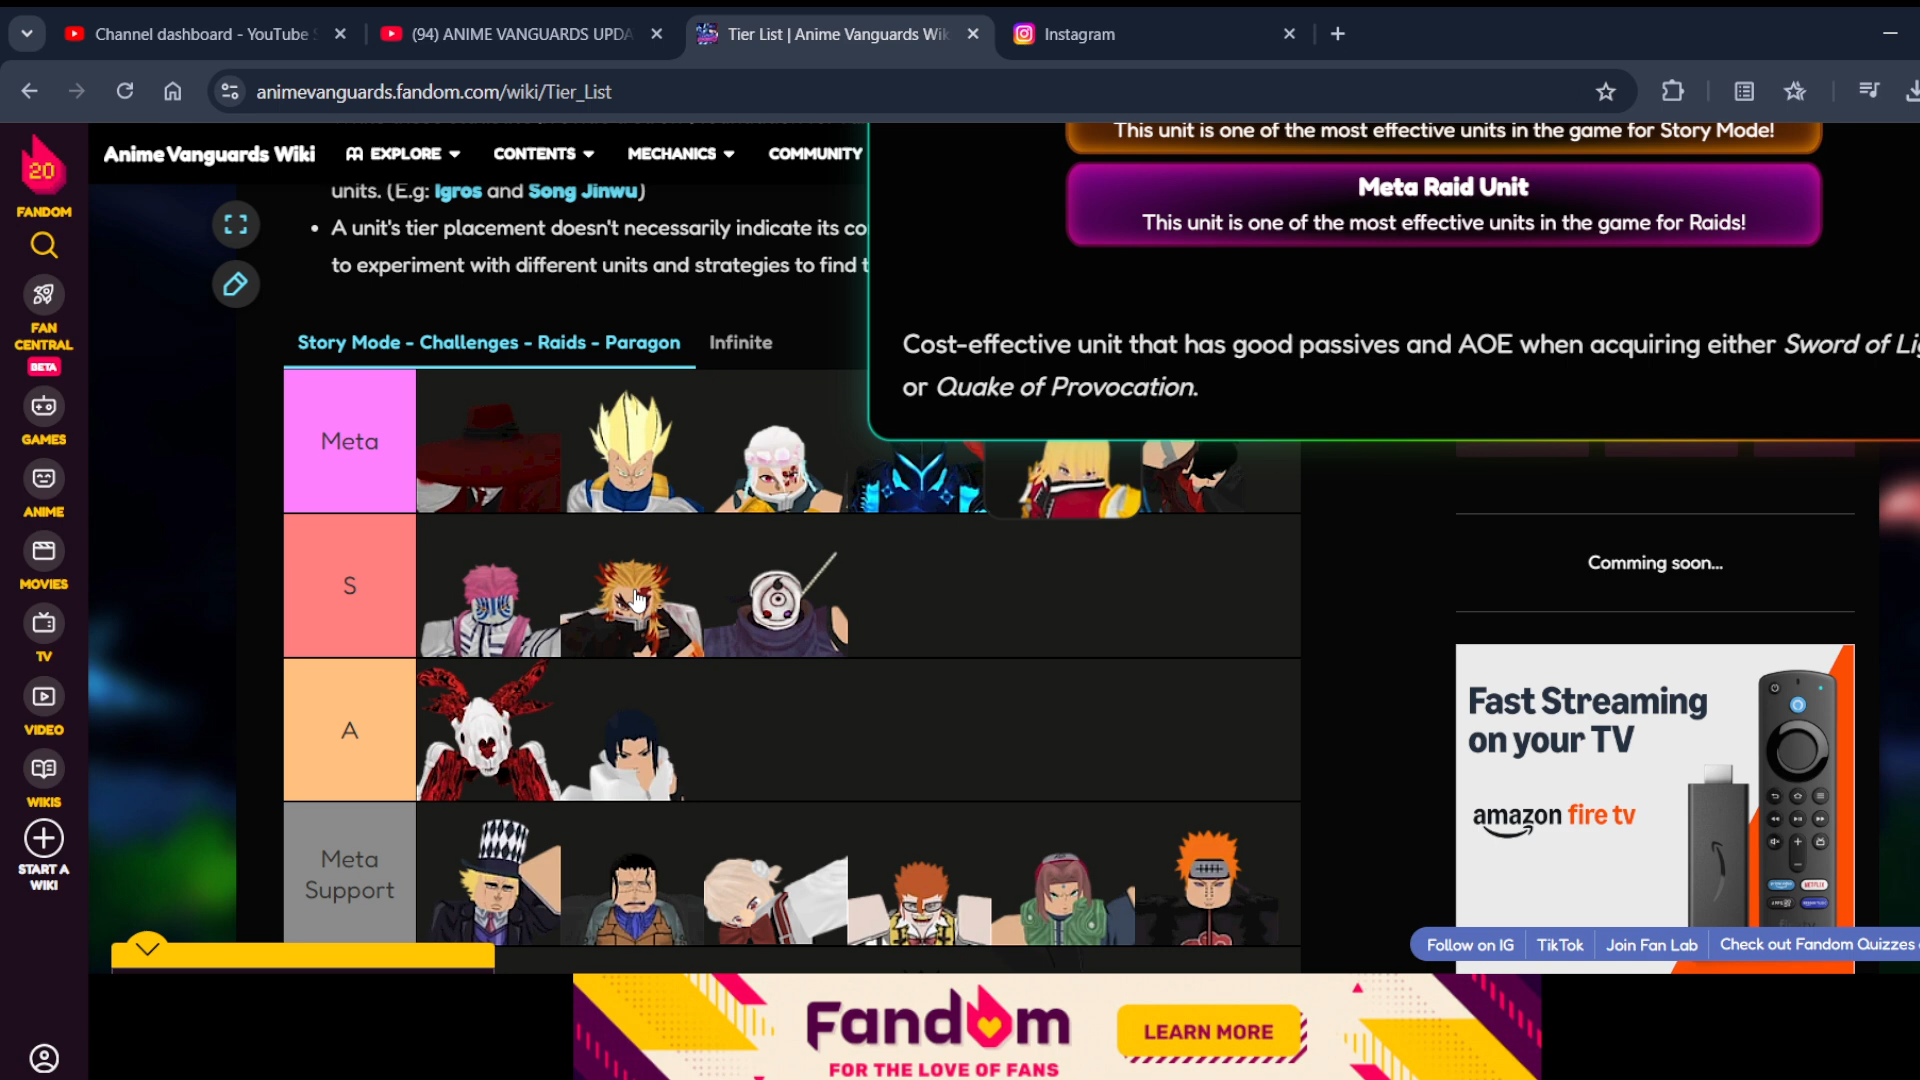 Channel dashboard - YouTube S
(94) ANIME VANGUARDS UPDA
Tier List | Anime Vanguards Wik
Instagram
animevanguards.fandom.com/wiki/Tier_List
20
FANDOM
FAN
CENTRAL
BETA
GAMES
ANIME
MOVIES
TV
VIDEO
WIKIS
START A
WIKI
Anime Vanguards Wiki
EXPLORE
CONTENTS
MECHANICS
COMMUNITY
units. (E.g: Igros and Song Jinwu)
• A unit's tier placement doesn't necessarily indicate its co
to experiment with different units and strategies to find t
This unit is one of the most effective units in the game for Story Mode!
Meta Raid Unit
This unit is one of the most effective units in the game for Raids!
Cost-effective unit that has good passives and AOE when acquiring either Sword of Lig
or Quake of Provocation.
Story Mode - Challenges - Raids - Paragon
Infinite
Meta
S
A
Meta
Support
Comming soon...
Fast Streaming
on your TV
amazon fire tv
Follow on IG
TikTok
Join Fan Lab
Check out Fandom Quizzes
Fandom
FOR THE LOVE OF FANS
LEARN MORE